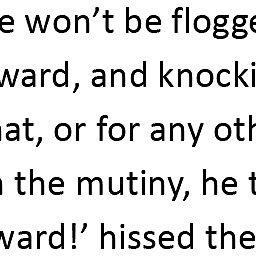 e won’t be flogge
ward, and knocki
at, or for any oth
the mutiny, he t
ward!’ hissed the